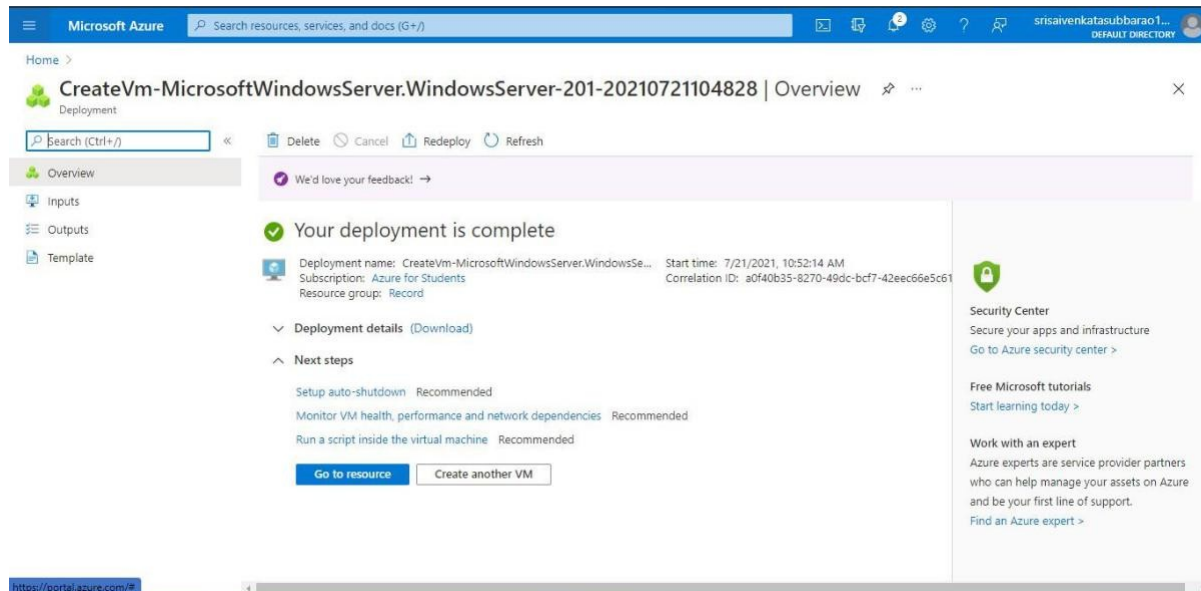 Microsoft Azure
Search resources, services, and docs (G+/)
2
srisaivenkatasubbarao1...
DEFAULT DIRECTORY
Home >
CreateVm-MicrosoftWindowsServer.WindowsServer-201-20210721104828 | Overview
Deployment
Search (Ctrl+/)
Overview
Inputs
Outputs
Template
Delete Cancel Redeploy Refresh
We'd love your feedback! →
Your deployment is complete
Deployment name: CreateVm-MicrosoftWindowsServer.WindowsSe... Start time: 7/21/2021, 10:52:14 AM
Subscription: Azure for Students Correlation ID: a0f40b35-8270-49dc-bcf7-42eec66e5c61
Resource group: Record
Deployment details (Download)
Next steps
Setup auto-shutdown Recommended
Monitor VM health, performance and network dependencies Recommended
Run a script inside the virtual machine Recommended
Go to resource Create another VM
Security Center
Secure your apps and infrastructure
Go to Azure security center >
Free Microsoft tutorials
Start learning today >
Work with an expert
Azure experts are service provider partners
who can help manage your assets on Azure
and be your first line of support.
Find an Azure expert >
https://portal.azure.com/#